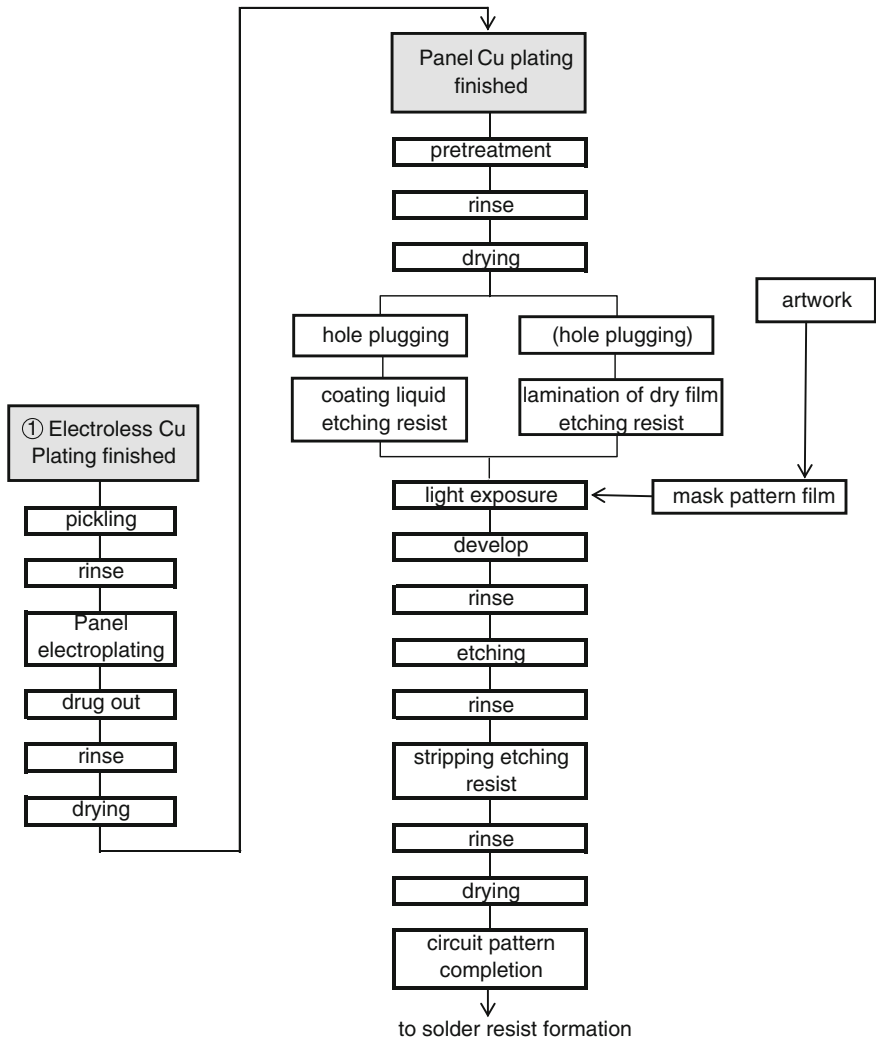 ① Electroless Cu
Plating finished
pickling
rinse
Panel
electroplating
drug out
rinse
drying
Panel Cu plating
finished
pretreatment
rinse
drying
hole plugging
coating liquid
etching resist
(hole plugging)
lamination of dry film
etching resist
artwork
mask pattern film
light exposure
develop
rinse
etching
rinse
stripping etching
resist
rinse
drying
circuit pattern
completion
to solder resist formation